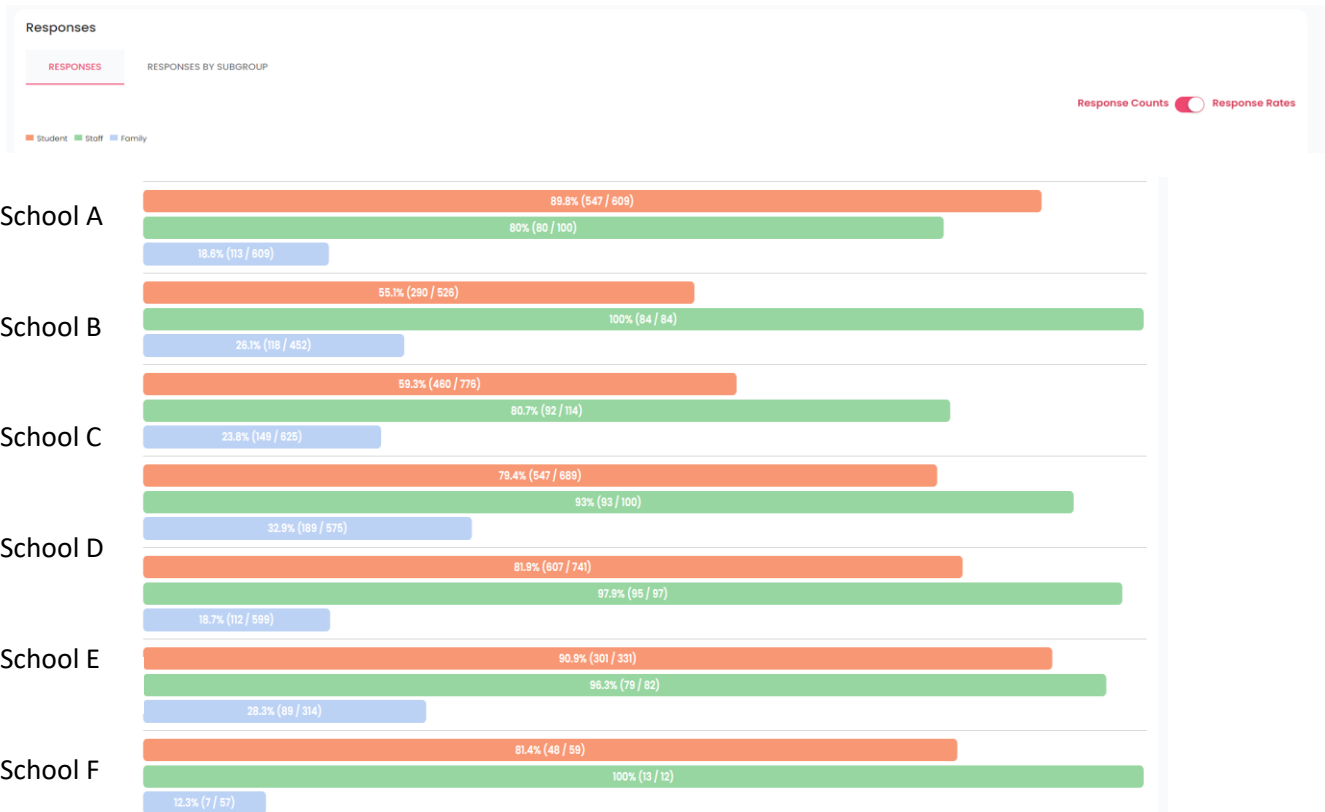 Responses
RESPONSES RESPONSES BY SUBGROUP
Response Counts Response Rates
Student Staff Family
89.8% (547 / 609)
School A
80% (80 / 100)
18.6% (113 / 609)
55.1% (290 / 526)
School B
100% (84 / 84)
26.1% (118 / 452)
59.3% (460 / 776)
80.7% (92 / 114)
School C
23.8% (149 / 625)
79.4% (547 / 689)
93% (93 / 100)
32.9% (189 / 575)
School D
81.9% (607 / 741)
97.9% (95 / 97)
18.7% (112 / 599)
School E
90.9% (301 / 331)
96.3% (79 / 82)
28.3% (89 / 314)
81.4% (48 / 59)
School F
100% (13 / 12)
12.3% (7 / 57)